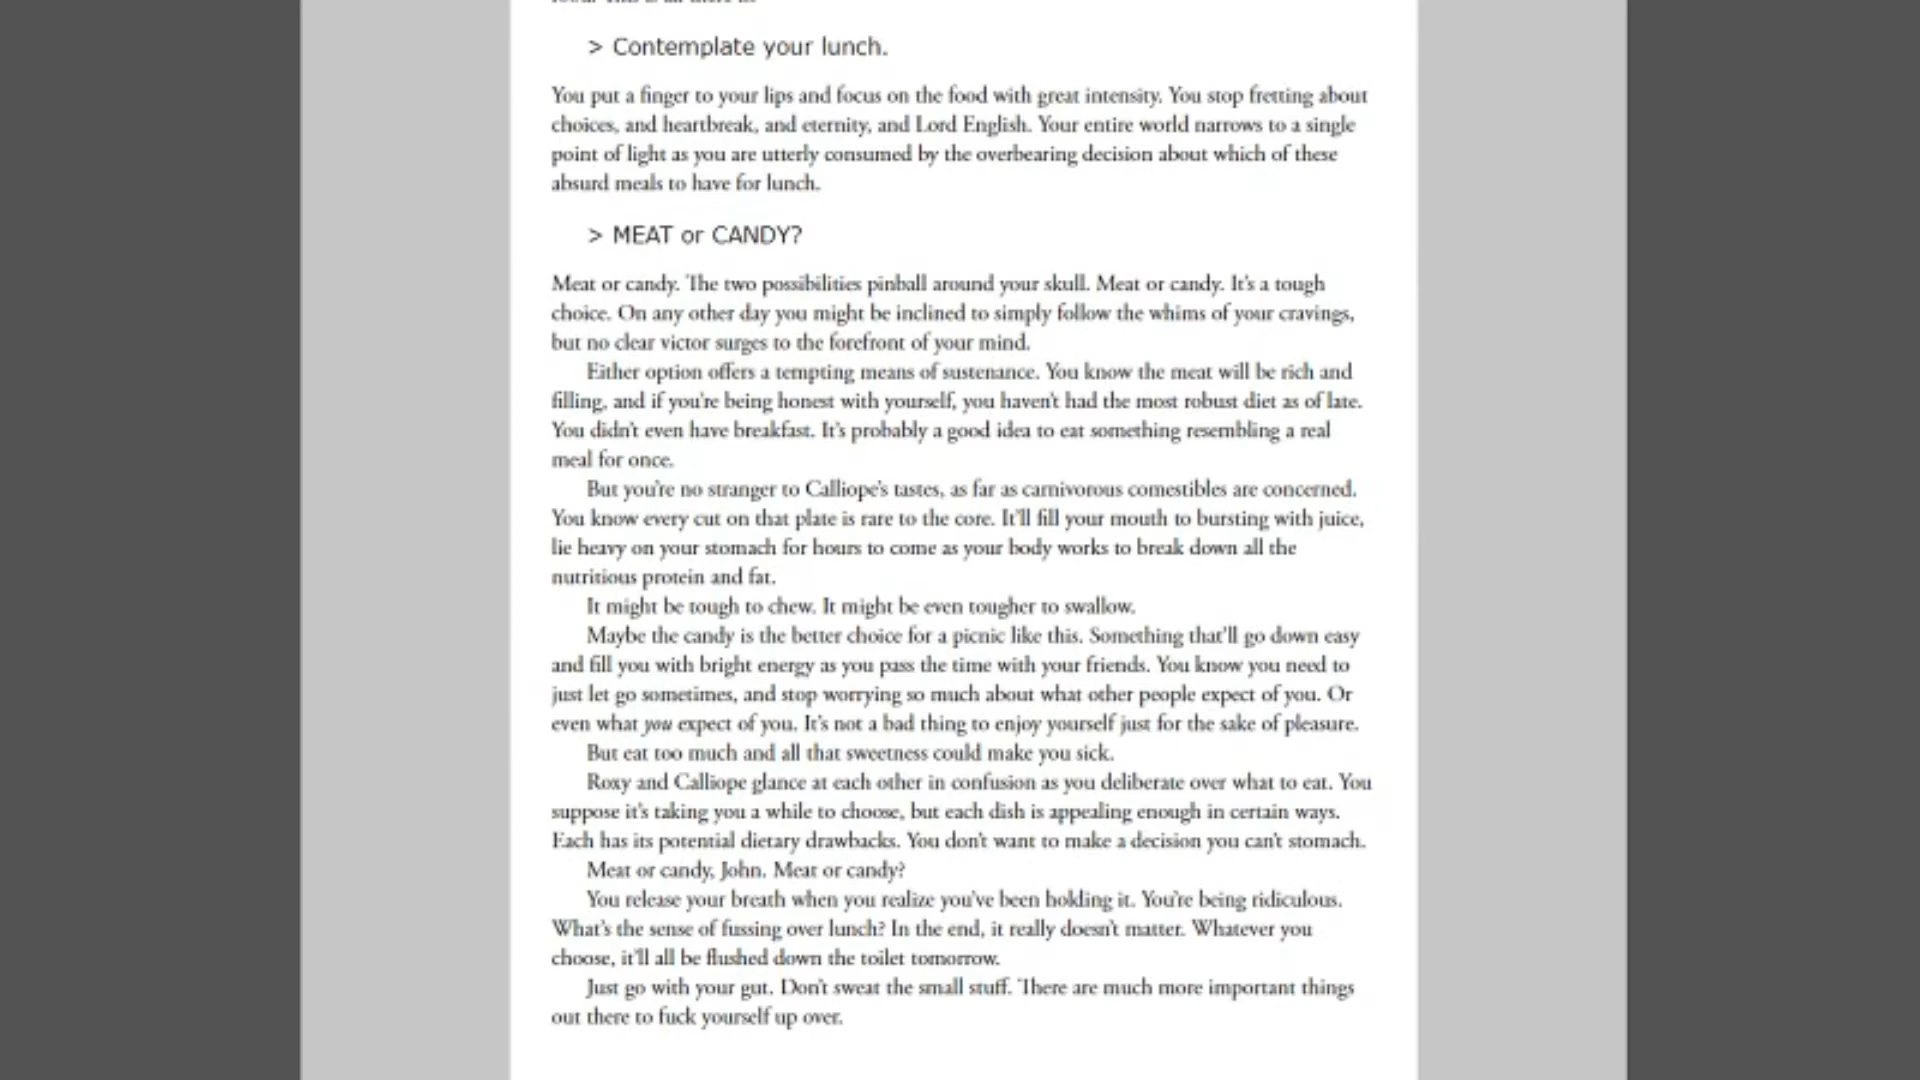 > Contemplate your lunch.
You put a finger to your lips and focus on the food with great intensity. You stop fretting about
choices, and heartbreak, and eternity, and Lord English. Your entire world narrows to a single
point of light as you are utterly consumed by the overbearing decision about which of these
absurd meals to have for lunch.
> MEAT or CANDY?
Meat or candy. The two possibilities pinball around your skull. Meat or candy. It's a tough
choice. On any other day you might be inclined to simply follow the whims of your cravings,
but no clear victor surges to the forefront of your mind.
Either option offers a tempting means of sustenance. You know the meat will be rich and
filling, and if you're being honest with yourself, you haven't had the most robust diet as of late.
You didn't even have breakfast. It's probably a good idea to eat something resembling a real
meal for once.
But you're no stranger to Calliope's tastes, as far as carnivorous comestibles are concerned.
You know every cut on that plate is rare to the core. It'll fill your mouth to bursting with juice,
lie heavy on your stomach for hours to come as your body works to break down all the
nutritious protein and fat.
It might be tough to chew. It might be even tougher to swallow.
Maybe the candy is the better choice for a picnic like this. Something that'll go down easy
and fill you with bright energy as you pass the time with your friends. You know you need to
just let go sometimes, and stop worrying so much about what other people expect of you. Or
even what you expect of you. It's not a bad thing to enjoy yourself just for the sake of pleasure.
But eat too much and all that sweetness could make you sick.
Roxy and Calliope glance at each other in confusion as you deliberate over what to eat. You
suppose it's taking you a while to choose, but each dish is appealing enough in certain ways.
Each has its potential dietary drawbacks. You don't want to make a decision you can't stomach.
Meat or candy, John. Meat or candy?
You release your breath when you realize you've been holding it. You're being ridiculous.
What's the sense of fussing over lunch? In the end, it really doesn't matter. Whatever you
choose, it'll all be flushed down the toilet tomorrow.
Just go with your gut. Don't sweat the small stuff. There are much more important things
out there to fuck yourself up over.